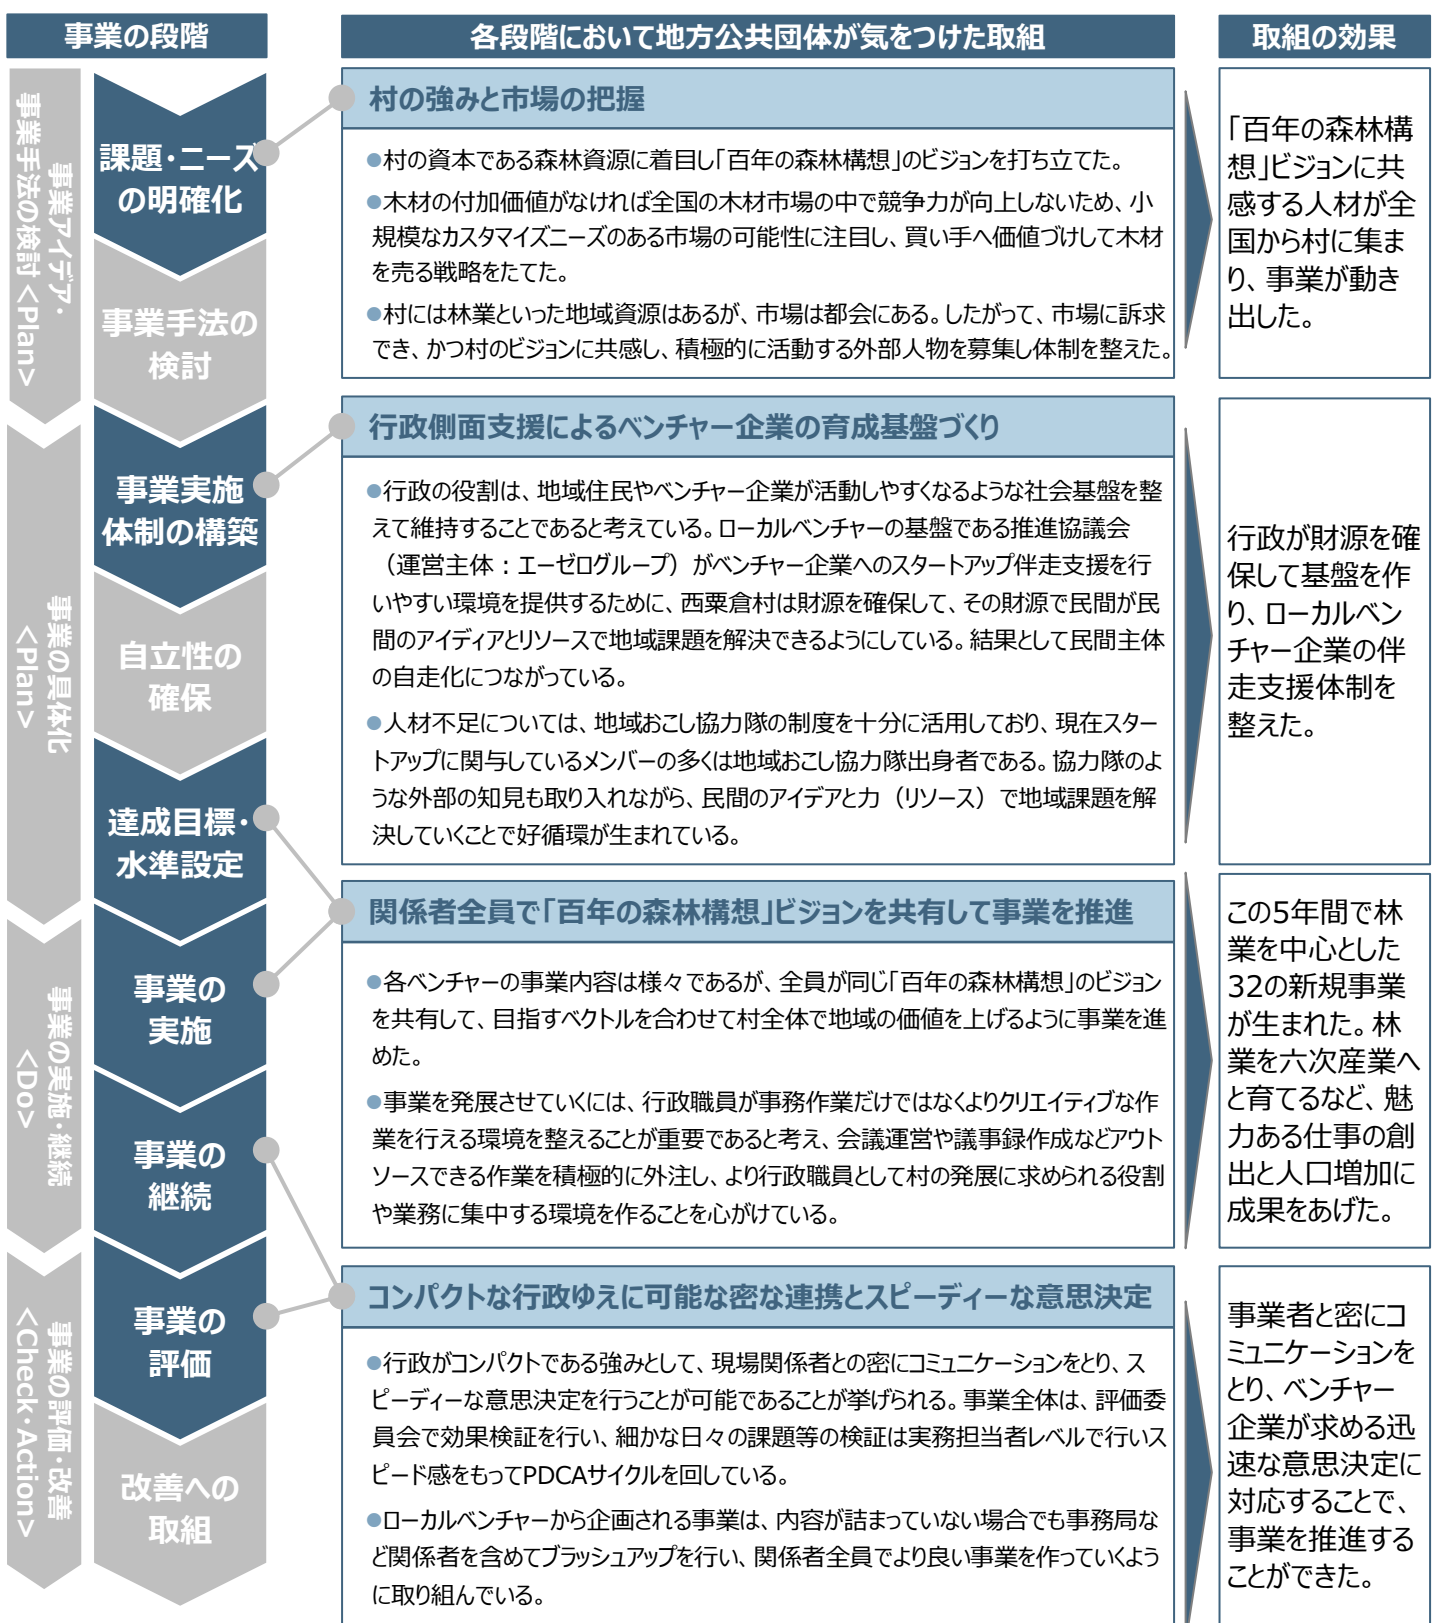 事業の段階
各段階において地方公共団体が気をつけた取組
取組の効果
事業アイデア・
事業手法の検討 <Plan>
事業の具体化
<Plan>
事業の実施・継続
<Do>
事業の評価・改善
<Check・Action>
課題・ニーズ
の明確化
事業手法の
検討
事業実施
体制の構築
自立性の
確保
達成目標・
水準設定
事業の
実施
事業の
継続
事業の
評価
改善への
取組
村の強みと市場の把握
●村の資本である森林資源に着目し「百年の森林構想」のビジョンを打ち立てた。
●木材の付加価値がなければ全国の木材市場の中で競争力が向上しないため、小
規模なカスタマイズニーズのある市場の可能性に注目し、買い手へ価値づけして木材
を売る戦略をたてた。
●村には林業といった地域資源はあるが、市場は都会にある。したがって、市場に訴求
でき、かつ村のビジョンに共感し、積極的に活動する外部人物を募集し体制を整えた。
「百年の森林構
想」ビジョンに共
感する人材が全
国から村に集ま
り、事業が動き
出した。
行政側面支援によるベンチャー企業の育成基盤づくり
●行政の役割は、地域住民やベンチャー企業が活動しやすくなるような社会基盤を整
えて維持することであると考えている。ローカルベンチャーの基盤である推進協議会
（運営主体：エーゼログループ）がベンチャー企業へのスタートアップ伴走支援を行
いやすい環境を提供するために、西粟倉村は財源を確保して、その財源で民間が民
間のアイディアとリソースで地域課題を解決できるようにしている。結果として民間主体
の自走化につながっている。
●人材不足については、地域おこし協力隊の制度を十分に活用しており、現在スター
トアップに関与しているメンバーの多くは地域おこし協力隊出身者である。協力隊のよ
うな外部の知見も取り入れながら、民間のアイデアと力（リソース）で地域課題を解
決していくことで好循環が生まれている。
行政が財源を確
保して基盤を作
り、ローカルベン
チャー企業の伴
走支援体制を
整えた。
関係者全員で「百年の森林構想」ビジョンを共有して事業を推進
●各ベンチャーの事業内容は様々であるが、全員が同じ「百年の森林構想」のビジョン
を共有して、目指すベクトルを合わせて村全体で地域の価値を上げるように事業を進
めた。
●事業を発展させていくには、行政職員が事務作業だけではなくよりクリエイティブな作
業を行える環境を整えることが重要であると考え、会議運営や議事録作成などアウト
ソースできる作業を積極的に外注し、より行政職員として村の発展に求められる役割
や業務に集中する環境を作ることを心がけている。
この5年間で林
業を中心とした
32の新規事業
が生まれた。林
業を六次産業へ
と育てるなど、魅
力ある仕事の創
出と人口増加に
成果をあげた。
コンパクトな行政ゆえに可能な密な連携とスピーディーな意思決定
●行政がコンパクトである強みとして、現場関係者との密にコミュニケーションをとり、ス
ピーディーな意思決定を行うことが可能であることが挙げられる。事業全体は、評価委
員会で効果検証を行い、細かな日々の課題等の検証は実務担当者レベルで行いス
ピード感をもってPDCAサイクルを回している。
●ローカルベンチャーから企画される事業は、内容が詰まっていない場合でも事務局な
ど関係者を含めてブラッシュアップを行い、関係者全員でより良い事業を作っていくよう
に取り組んでいる。
事業者と密にコ
ミュニケーションを
とり、ベンチャー
企業が求める迅
速な意思決定に
対応することで、
事業を推進する
ことができた。